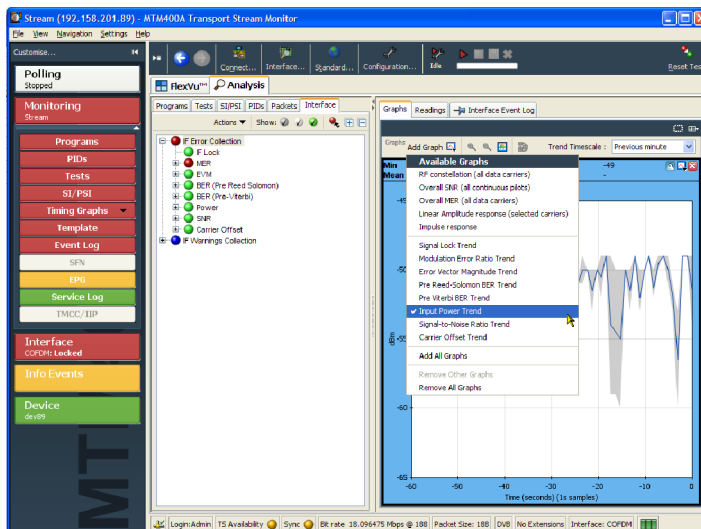 Stream (192.158.201.89) - MTM400A Transport Stream Monitor
File View Navigation Settings Help
Customise...
Connect... Interface... Standard... Configuration... Idle Reset Tes
Polling
Stopped
Monitoring
Stream
Programs
PIDs
Tests
SI/PSI
Timing Graphs
Template
Event Log
SFN
EPG
Service Log
TMCC/IIP
Interface
COFDM: Locked
Info Events
Device
dev89
MTM
FlexVu™ Analysis
Programs Tests SI/PSI PIDs Packets Interface
Actions Show:
IF Error Collection
IF Lock
MER
EVM
BER (Pre Reed Solomon)
BER (Pre-Viterbi)
Power
SNR
Carrier Offset
IF Warnings Collection
Graphs Readings Interface Event Log
Graphs Add Graph Trend Timescale : Previous minute
Min -49
Mean -
Available Graphs
RF constellation (all data carriers)
Overall SNR (all continuous pilots)
Overall MER (all data carriers)
Linear Amplitude response (selected carriers)
Impulse response
Signal Lock Trend
Modulation Error Ratio Trend
Error Vector Magnitude Trend
Pre Reed-Solomon BER Trend
Pre Viterbi BER Trend
Input Power Trend
Signal-to-Noise Ratio Trend
Carrier Offset Trend
Add All Graphs
Remove Other Graphs
Remove All Graphs
-45
-50
-55
-60
-65
dBm
-60 -50 -40 -30 -20 -10 0
Time (seconds) (1s samples)
Login:Admin TS Availability Sync Bit rate 18.096475 Mbps @ 188 Packet Size: 188 DVB No Extensions Interface: COFDM